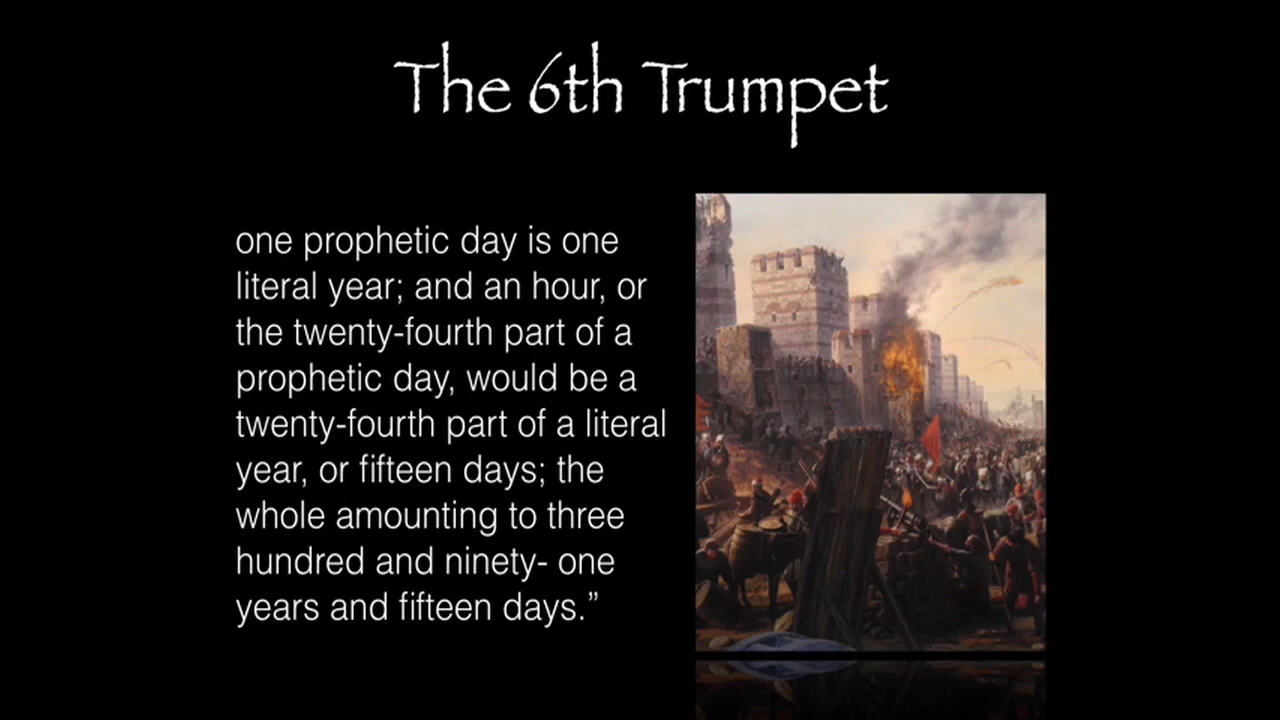 The 6th Trumpet
one prophetic day is one
literal year; and an hour, or
the twenty-fourth part of a
prophetic day, would be a
twenty-fourth part of a literal
year, or fifteen days; the
whole amounting to three
hundred and ninety- one
years and fifteen days.”